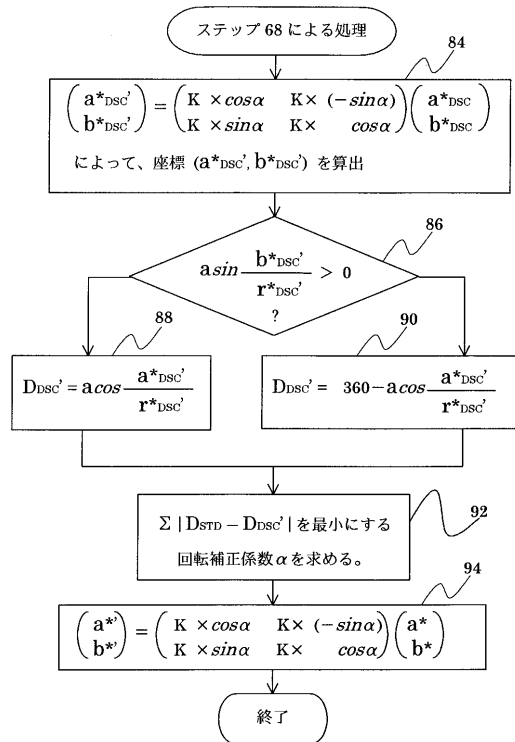 ステップ68による処理
84
(a*DSC') = (K ×cosα K× (-sinα)) (a*DSC)
(b*DSC') (K ×sinα K× cosα) (b*DSC)
によって、座標 (a*DSC', b*DSC') を算出
86
asin b*DSC' / r*DSC' > 0
?
88
90
DDSC' = acos a*DSC' / r*DSC'
DDSC' = 360－acos a*DSC' / r*DSC'
92
Σ |DSTD－DDSC'| を最小にする
回転補正係数αを求める。
94
(a*') = (K ×cosα K× (-sinα)) (a*)
(b*') (K ×sinα K× cosα) (b*)
終了